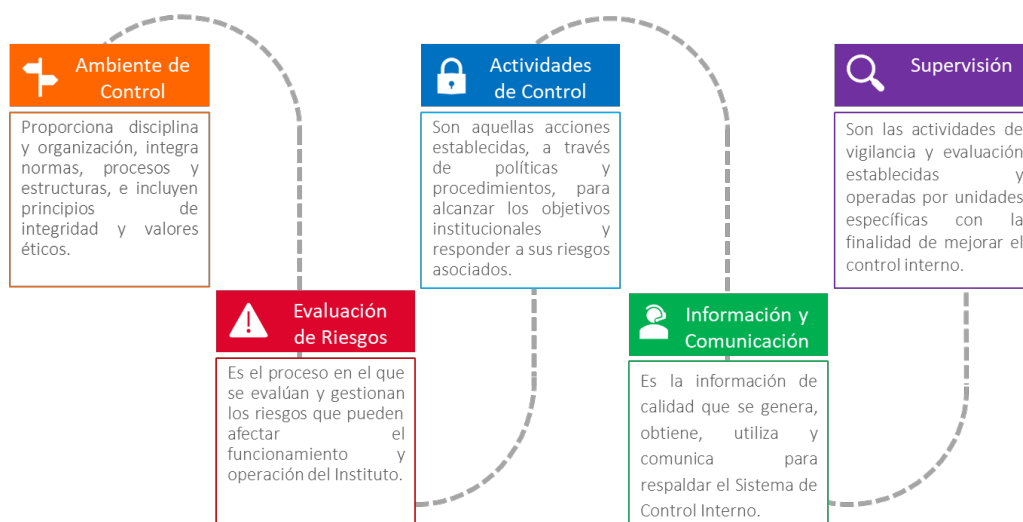 Ambiente de
Control
Proporciona disciplina
y organización, integra
normas, procesos y
estructuras, e incluyen
principios de
integridad y valores
éticos.
Evaluación
de Riesgos
Es el proceso en el que
se evalúan y gestionan
los riesgos que pueden
afectar el
funcionamiento y
operación del Instituto.
Actividades
de Control
Son aquellas acciones
establecidas, a través
de políticas y
procedimientos, para
alcanzar los objetivos
institucionales y
responder a sus riesgos
asociados.
Información y
Comunicación
Es la información de
calidad que se genera,
obtiene, utiliza y
comunica para
respaldar el Sistema de
Control Interno.
Supervisión
Son las actividades de
vigilancia y evaluación
establecidas y
operadas por unidades
específicas con la
finalidad de mejorar el
control interno.